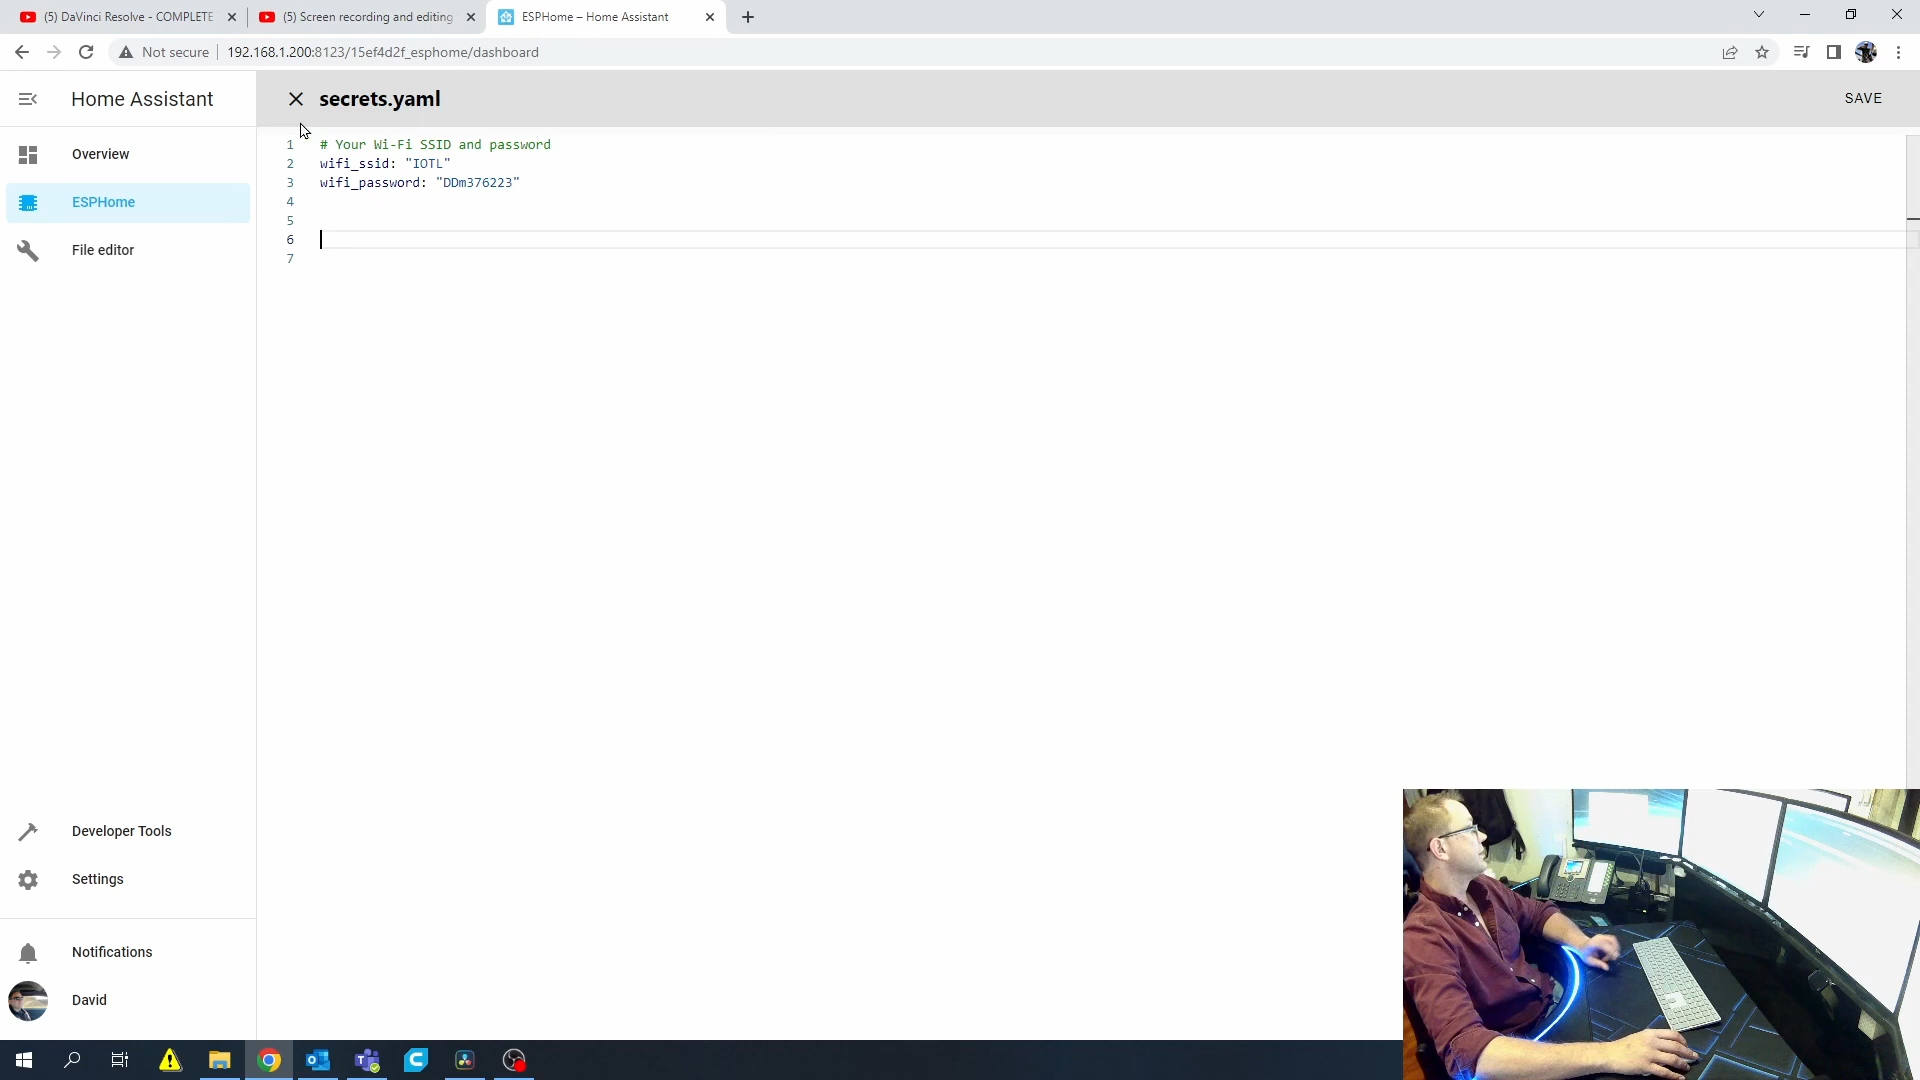 (5) DaVinci Resolve - COMPLETE
(5) Screen recording and editing
ESPHome – Home Assistant
Not secure
192.168.1.200:8123/15ef4d2f_esphome/dashboard
Home Assistant
secrets.yaml
SAVE
Overview
ESPHome
File editor
1 # Your Wi-Fi SSID and password
2 wifi_ssid: "IOTL"
3 wifi_password: "DDm376223"
4
5
6
7
Developer Tools
Settings
Notifications
David